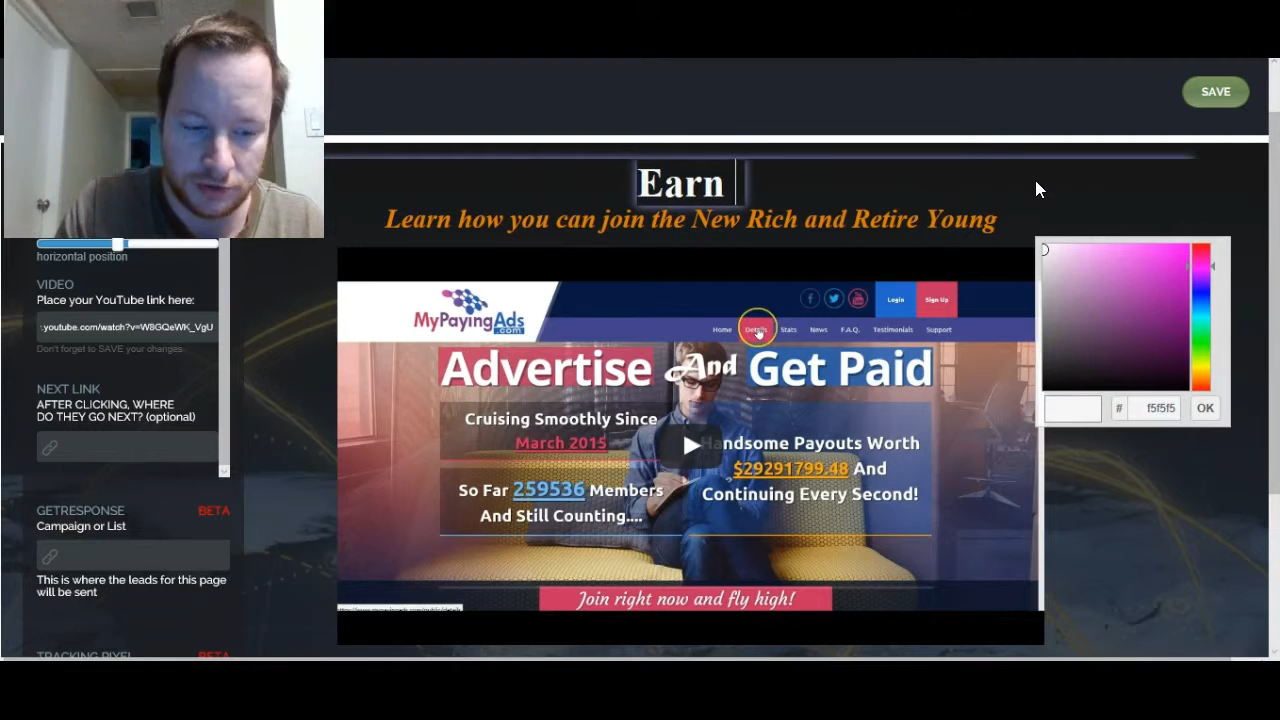 SAVE
Earn
Learn how you can join the New Rich and Retire Young
horizontal position
VIDEO
Place your YouTube link here:
:youtube.com/watch?v=W8GQeWK_VgU
Don't forget to SAVE your changes.
NEXT LINK
AFTER CLICKING, WHERE
DO THEY GO NEXT? (optional)
GETRESPONSE BETA
Campaign or List
This is where the leads for this page
will be sent
TRACKING PIXEL BETA
MyPayingAds
.com
Login
Sign Up
Home Details Stats News F.A.Q. Testimonials Support
Advertise And Get Paid
Cruising Smoothly Since
March 2015
So Far 259536 Members
And Still Counting....
Handsome Payouts Worth
$29291799.48 And
Continuing Every Second!
Join right now and fly high!
# f5f5f5 OK